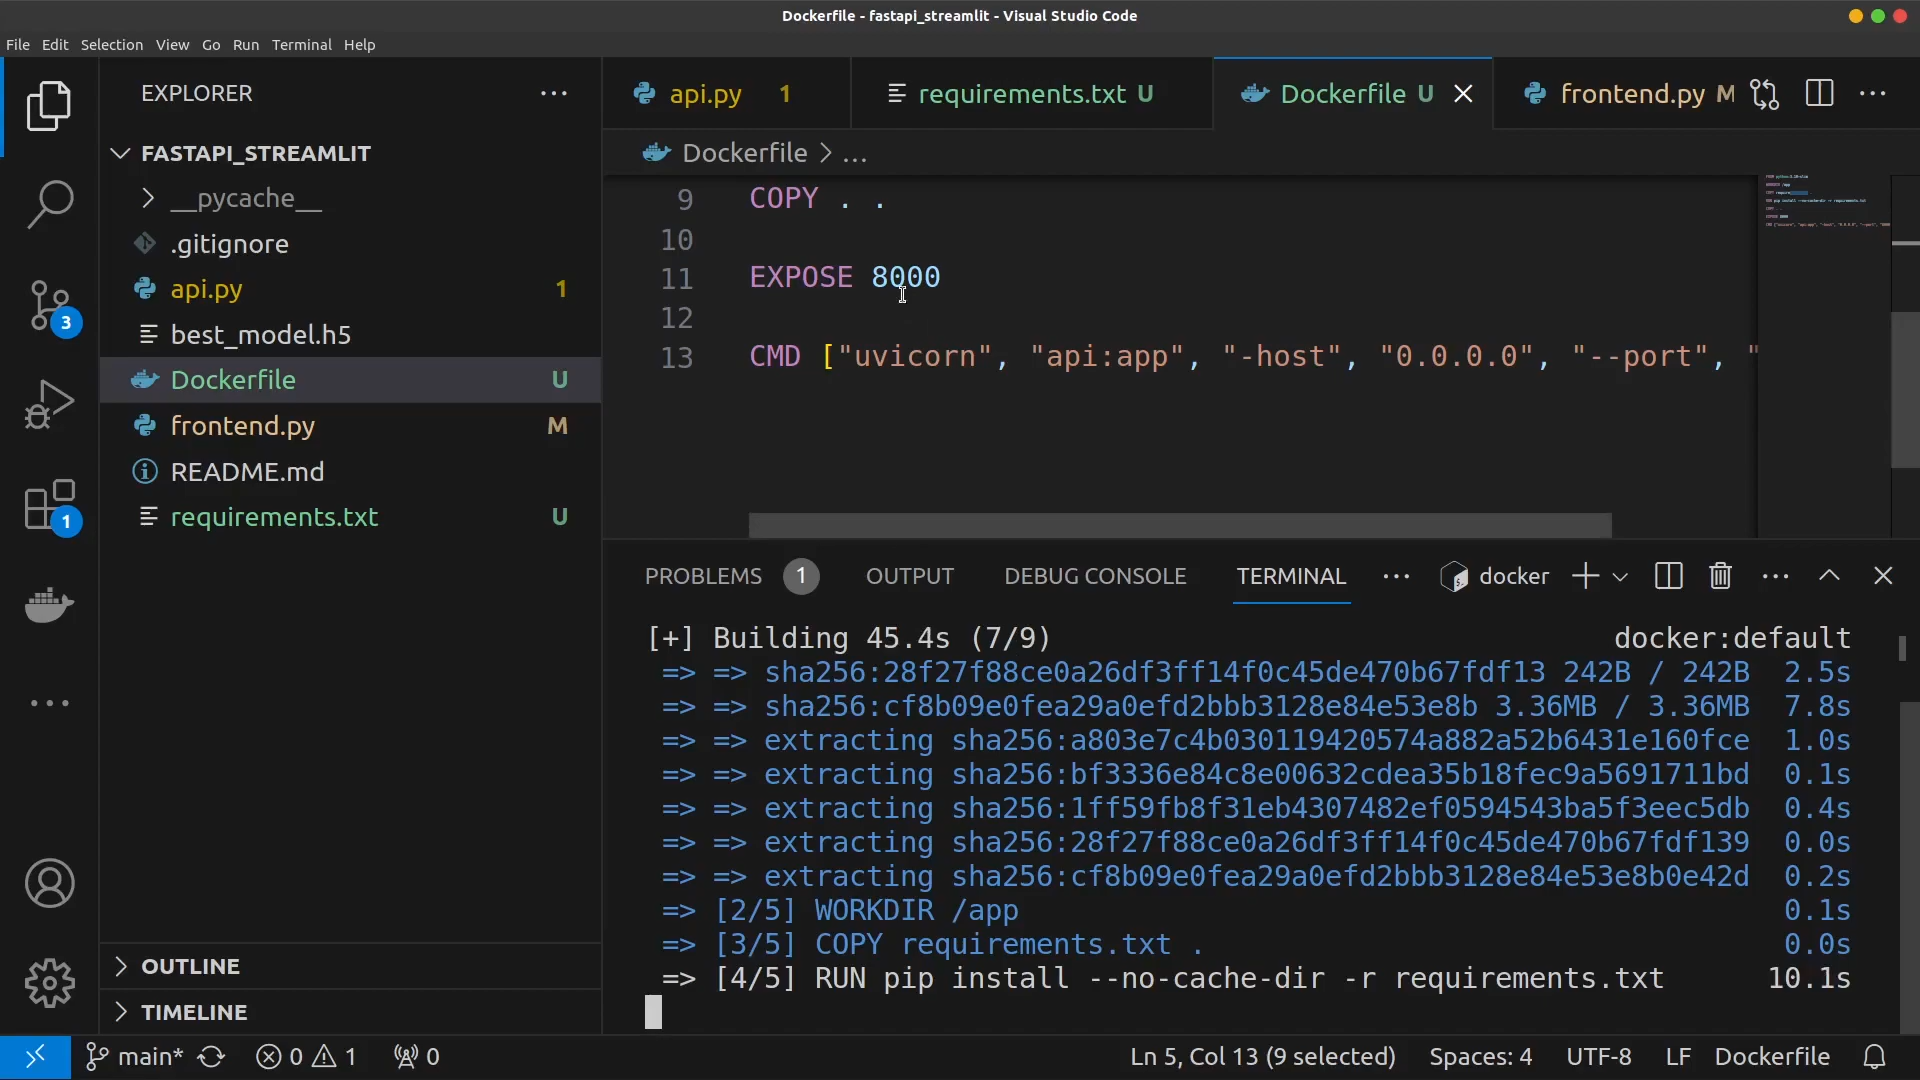 Dockerfile - fastapi_streamlit - Visual Studio Code
File Edit Selection View Go Run Terminal Help
EXPLORER
FASTAPI_STREAMLIT
__pycache__
.gitignore
api.py 1
best_model.h5
Dockerfile U
frontend.py M
README.md
requirements.txt U
OUTLINE
TIMELINE
3
1
api.py 1 requirements.txt U Dockerfile U frontend.py M
Dockerfile > ...
9 COPY . .
10
11 EXPOSE 8000
12
13 CMD ["uvicorn", "api:app", "-host", "0.0.0.0", "--port", "
PROBLEMS 1 OUTPUT DEBUG CONSOLE TERMINAL docker
[+] Building 45.4s (7/9) docker:default
=> => sha256:28f27f88ce0a26df3ff14f0c45de470b67fdf13 242B / 242B 2.5s
=> => sha256:cf8b09e0fea29a0efd2bbb3128e84e53e8b 3.36MB / 3.36MB 7.8s
=> => extracting sha256:a803e7c4b030119420574a882a52b6431e160fce 1.0s
=> => extracting sha256:bf3336e84c8e00632cdea35b18fec9a5691711bd 0.1s
=> => extracting sha256:1ff59fb8f31eb4307482ef0594543ba5f3eec5db 0.4s
=> => extracting sha256:28f27f88ce0a26df3ff14f0c45de470b67fdf139 0.0s
=> => extracting sha256:cf8b09e0fea29a0efd2bbb3128e84e53e8b0e42d 0.2s
=> [2/5] WORKDIR /app 0.1s
=> [3/5] COPY requirements.txt . 0.0s
=> [4/5] RUN pip install --no-cache-dir -r requirements.txt 10.1s
main* 0 1 0 Ln 5, Col 13 (9 selected) Spaces: 4 UTF-8 LF Dockerfile